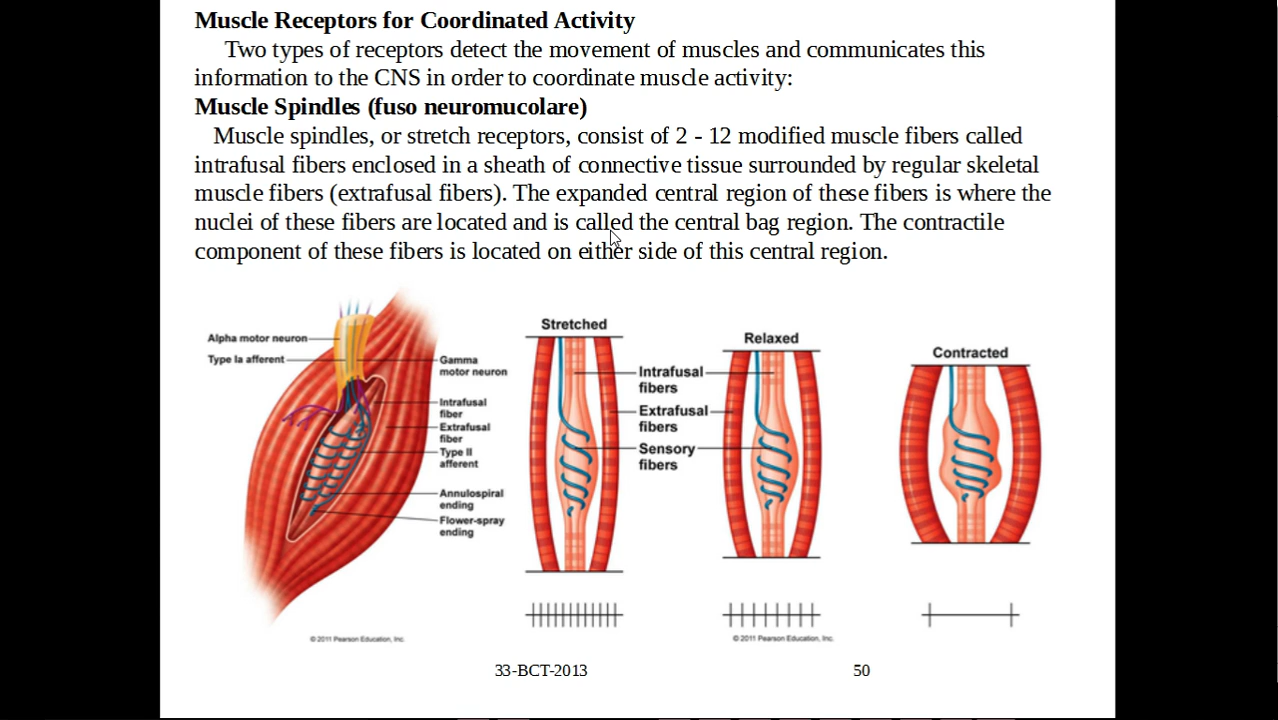 Muscle Receptors for Coordinated Activity
Two types of receptors detect the movement of muscles and communicates this
information to the CNS in order to coordinate muscle activity:
Muscle Spindles (fuso neuromucolare)
Muscle spindles, or stretch receptors, consist of 2 - 12 modified muscle fibers called
intrafusal fibers enclosed in a sheath of connective tissue surrounded by regular skeletal
muscle fibers (extrafusal fibers). The expanded central region of these fibers is where the
nuclei of these fibers are located and is called the central bag region. The contractile
component of these fibers is located on either side of this central region.
Alpha motor neuron
Type Ia afferent
Gamma
motor neuron
Intrafusal
fiber
Extrafusal
fiber
Type II
afferent
Annulospiral
ending
Flower-spray
ending
© 2011 Pearson Education, Inc.
Stretched
Intrafusal
fibers
Extrafusal
fibers
Sensory
fibers
Relaxed
© 2011 Pearson Education, Inc.
Contracted
33-BCT-2013
50